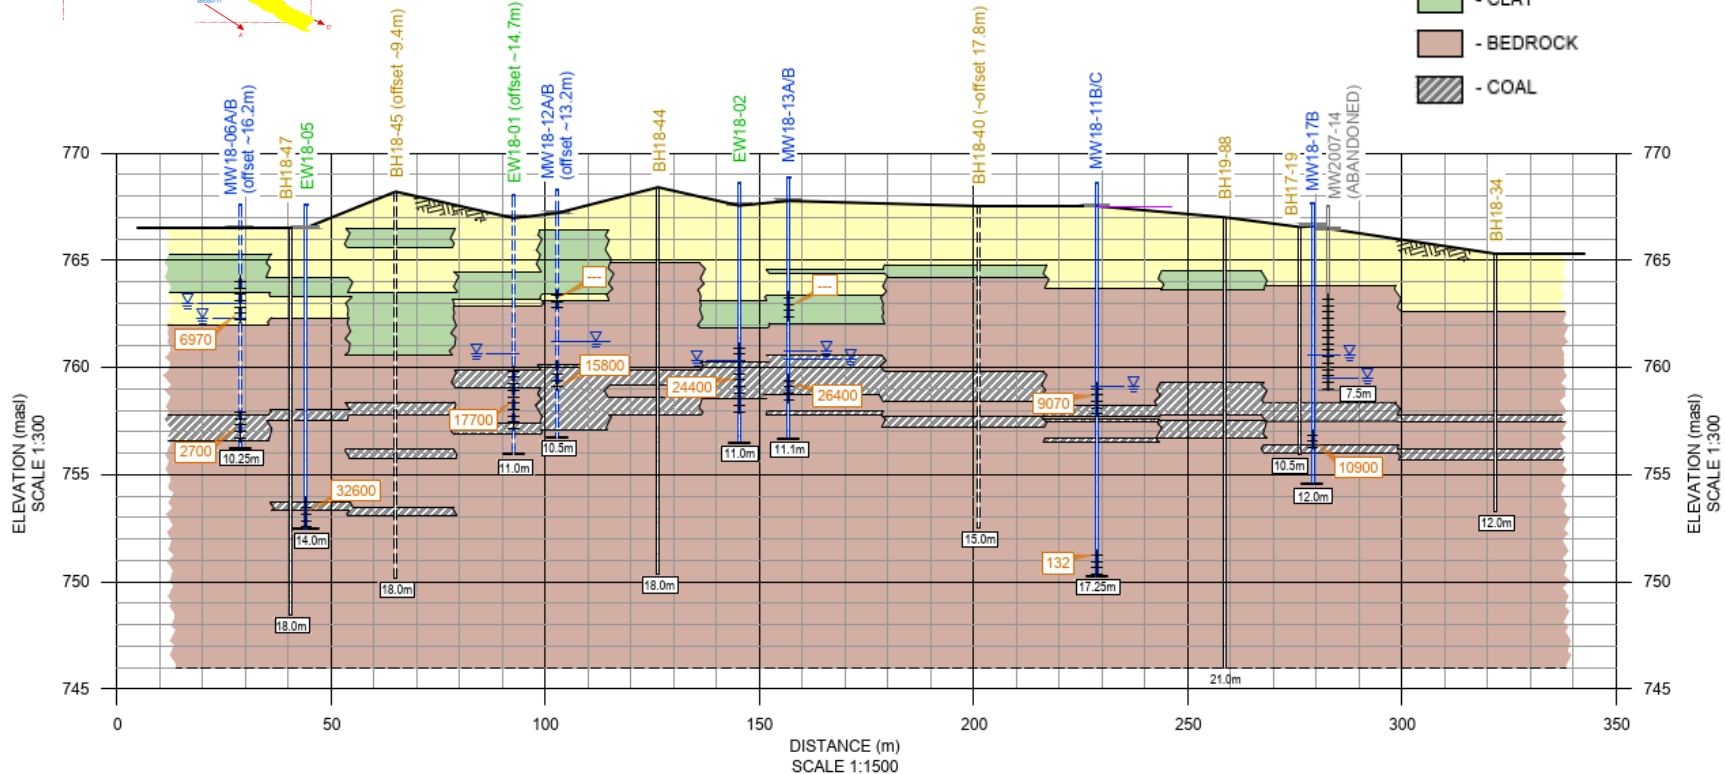 - CLAY
- BEDROCK
- COAL
MW18-06A/B
(offset ~16.2m)
BH18-47
EW18-05
BH18-45 (offset ~9.4m)
EW18-01 (offset ~14.7m)
MW18-12A/B
(offset ~13.2m)
BH18-44
EW18-02
MW18-13A/B
BH18-40 (~offset 17.8m)
MW18-11B/C
BH19-88
BH17-19
MW18-17B
MW2007-14
(ABANDONED)
BH18-34
770
770
765
765
760
760
755
755
750
750
745
745
ELEVATION (masl)
SCALE 1:300
ELEVATION (masl)
SCALE 1:300
---
---
6970
15800
24400
26400
17700
9070
7.5m
2700
10.25m
11.0m
10.5m
11.0m
11.1m
10.5m
10900
32600
12.0m
12.0m
14.0m
15.0m
132
18.0m
18.0m
17.25m
18.0m
21.0m
0
50
100
150
200
250
300
350
DISTANCE (m)
SCALE 1:1500